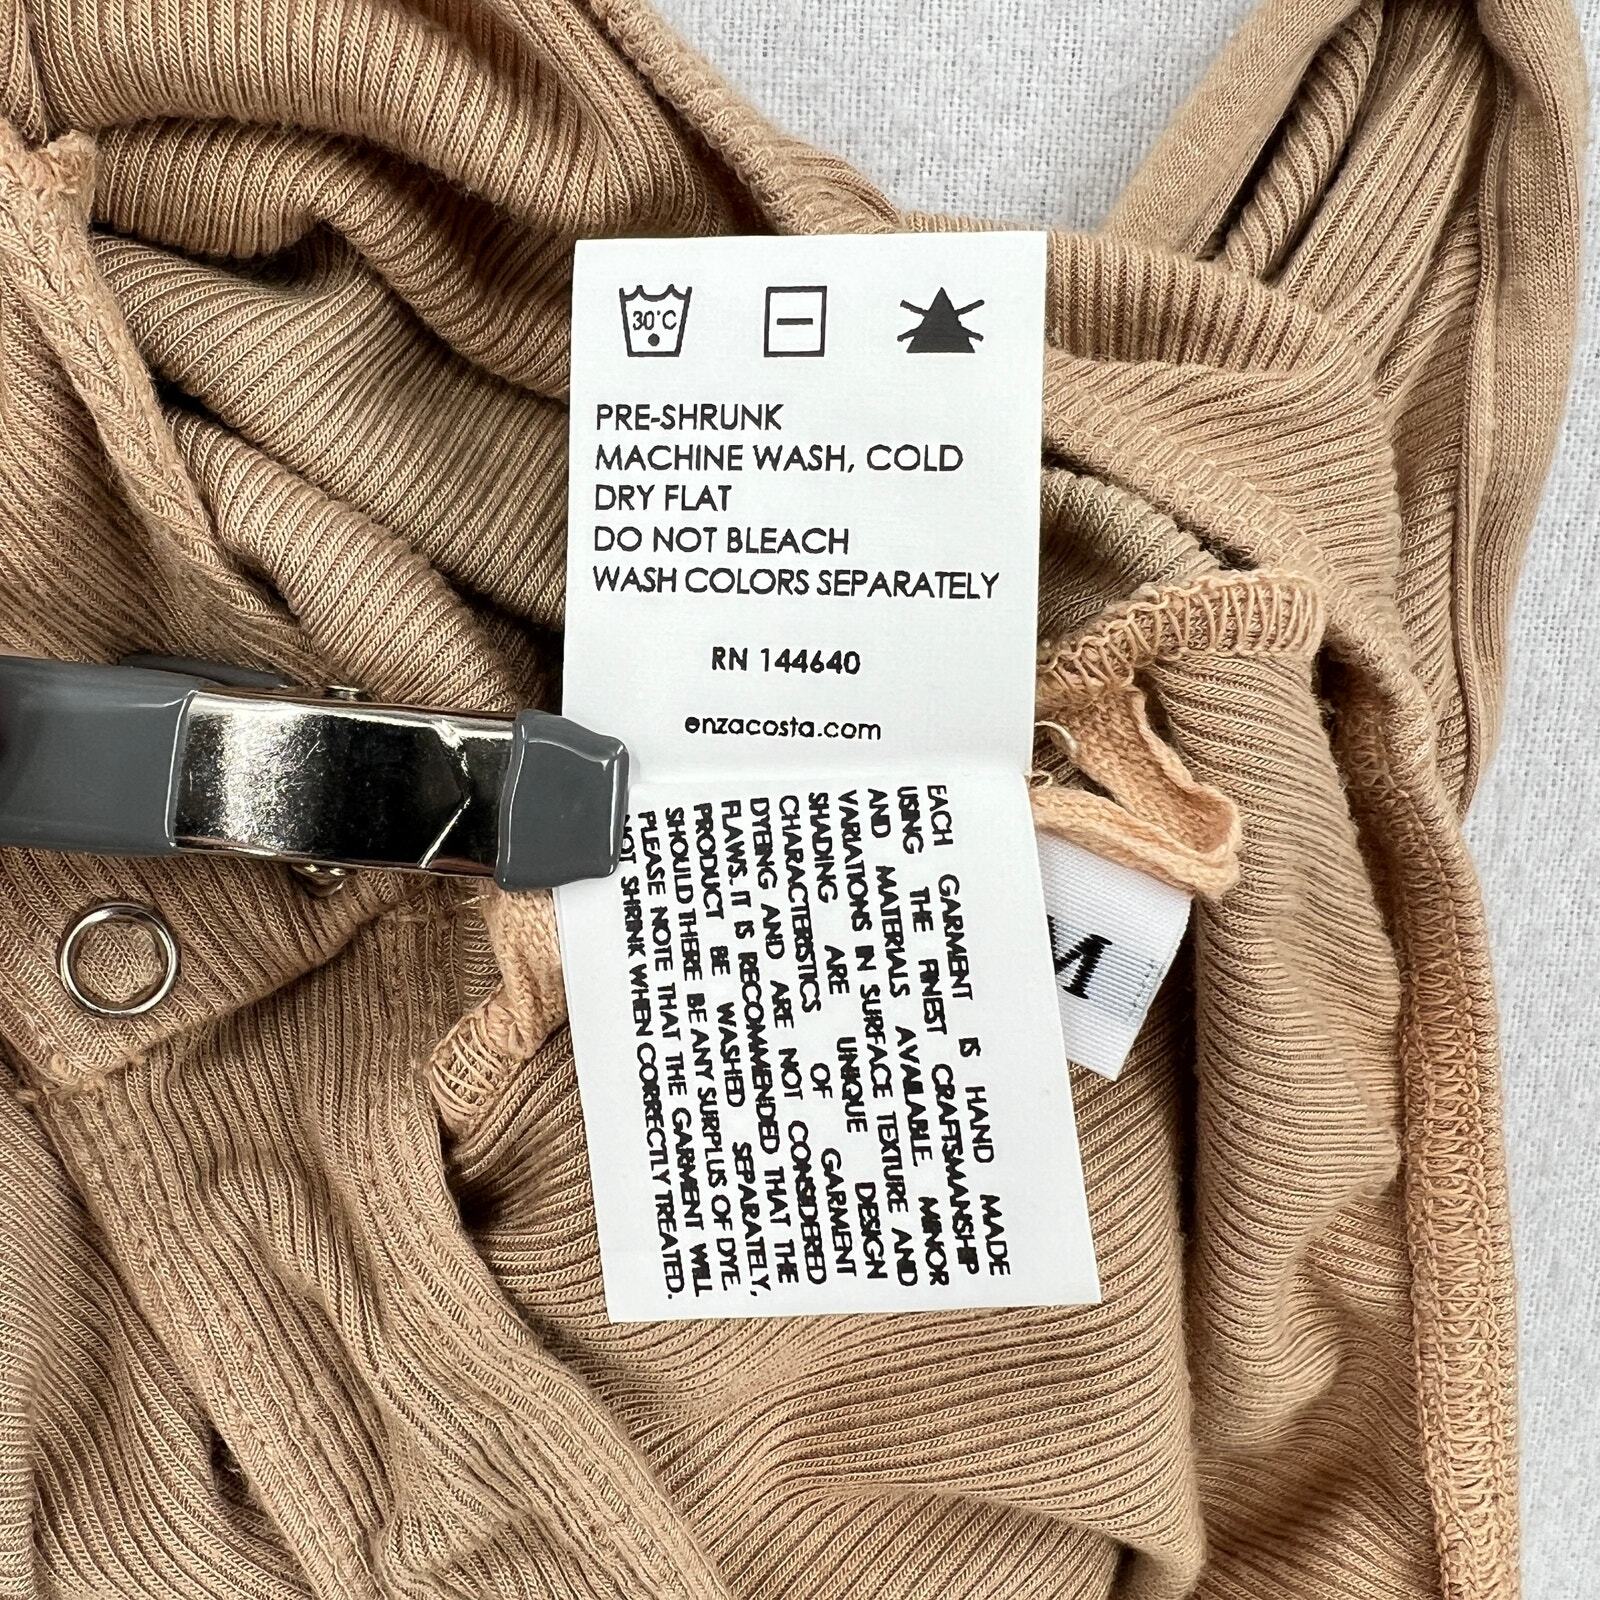 30°C
PRE-SHRUNK
MACHINE WASH, COLD
DRY FLAT
DO NOT BLEACH
WASH COLORS SEPARATELY
RN 144640
enzacosta.com
EACH GARMENT IS HAND MADE
USING THE FINEST CRAFTSMANSHIP
AND MATERIALS AVAILABLE. MINOR
VARIATIONS IN SURFACE TEXTURE AND
SHADING ARE UNIQUE DESIGN
CHARACTERISTICS OF GARMENT
DYEING AND ARE NOT CONSIDERED
FLAWS. IT IS RECOMMENDED THAT THE
PRODUCT BE WASHED SEPARATELY,
SHOULD THERE BE ANY SURPLUS OF DYE.
PLEASE NOTE THAT THE GARMENT WILL
NOT SHRINK WHEN CORRECTLY TREATED.
M